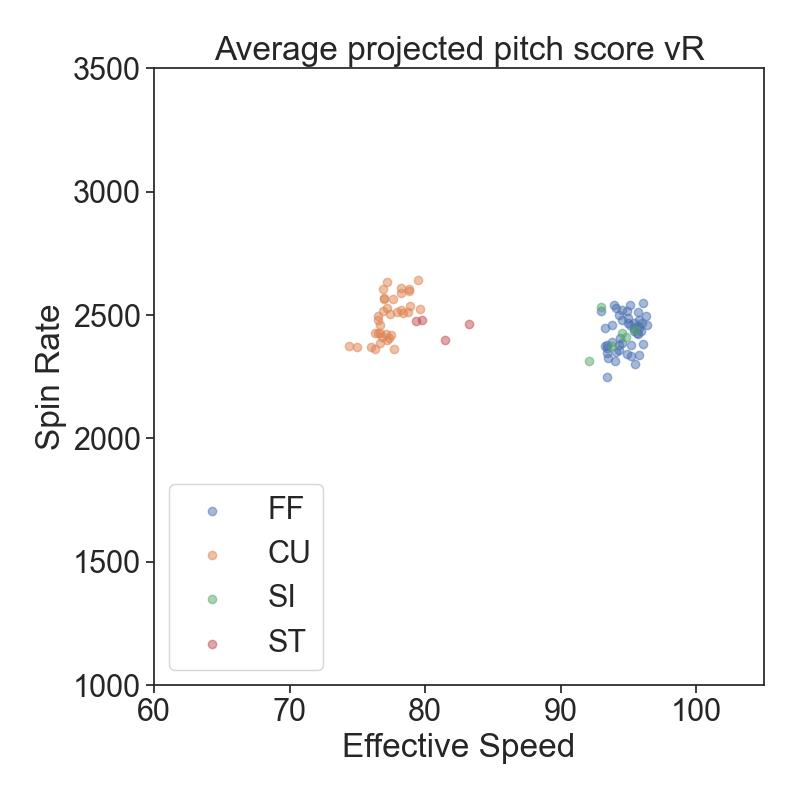 Average projected pitch score vR
3500
3000
2500
2000
1500
1000
Spin Rate
FF
CU
SI
ST
60 70 80 90 100
Effective Speed